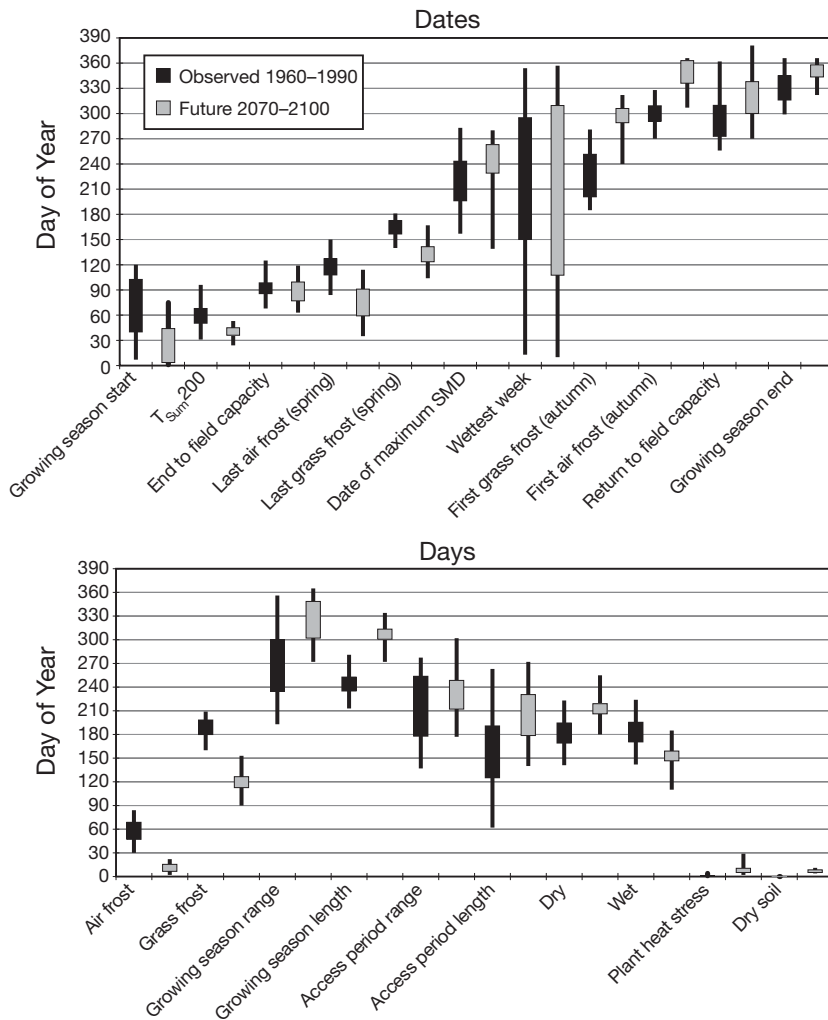 Dates
Day of Year
390
360
330
300
270
240
210
180
150
120
90
60
30
0
Observed 1960–1990
Future 2070–2100
Growing season start
TSum200
End to field capacity
Last air frost (spring)
Last grass frost (spring)
Date of maximum SMD
Wettest week
First grass frost (autumn)
First air frost (autumn)
Return to field capacity
Growing season end
Days
Day of Year
390
360
330
300
270
240
210
180
150
120
90
60
30
0
Air frost
Grass frost
Growing season range
Growing season length
Access period range
Access period length
Dry
Wet
Plant heat stress
Dry soil